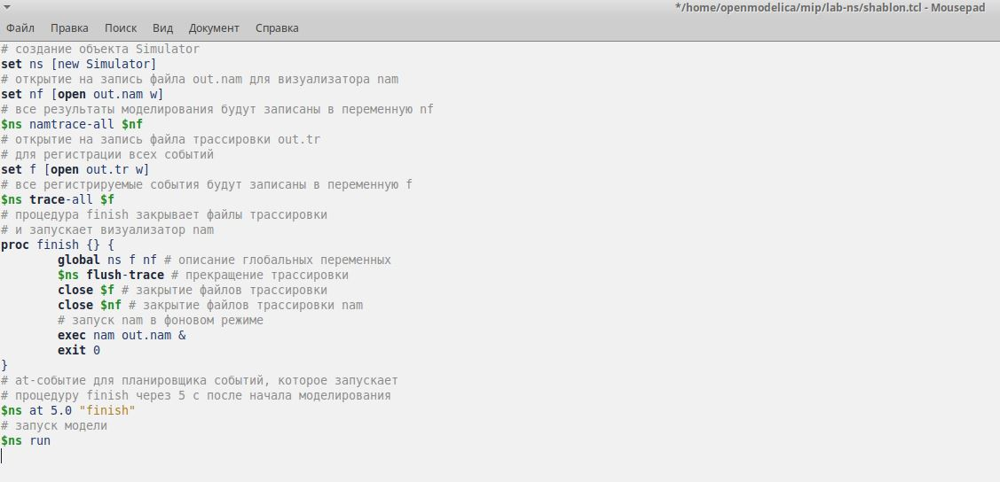 */home/openmodelica/mip/lab-ns/shablon.tcl - Mousepad
Файл Правка Поиск Вид Документ Справка
# создание объекта Simulator
set ns [new Simulator]
# открытие на запись файла out.nam для визуализатора nam
set nf [open out.nam w]
# все результаты моделирования будут записаны в переменную nf
$ns namtrace-all $nf
# открытие на запись файла трассировки out.tr
# для регистрации всех событий
set f [open out.tr w]
# все регистрируемые события будут записаны в переменную f
$ns trace-all $f
# процедура finish закрывает файлы трассировки
# и запускает визуализатор nam
proc finish {} {
        global ns f nf # описание глобальных переменных
        $ns flush-trace # прекращение трассировки
        close $f # закрытие файлов трассировки
        close $nf # закрытие файлов трассировки nam
        # запуск nam в фоновом режиме
        exec nam out.nam &
        exit 0
}
# at-событие для планировщика событий, которое запускает
# процедуру finish через 5 с после начала моделирования
$ns at 5.0 "finish"
# запуск модели
$ns run